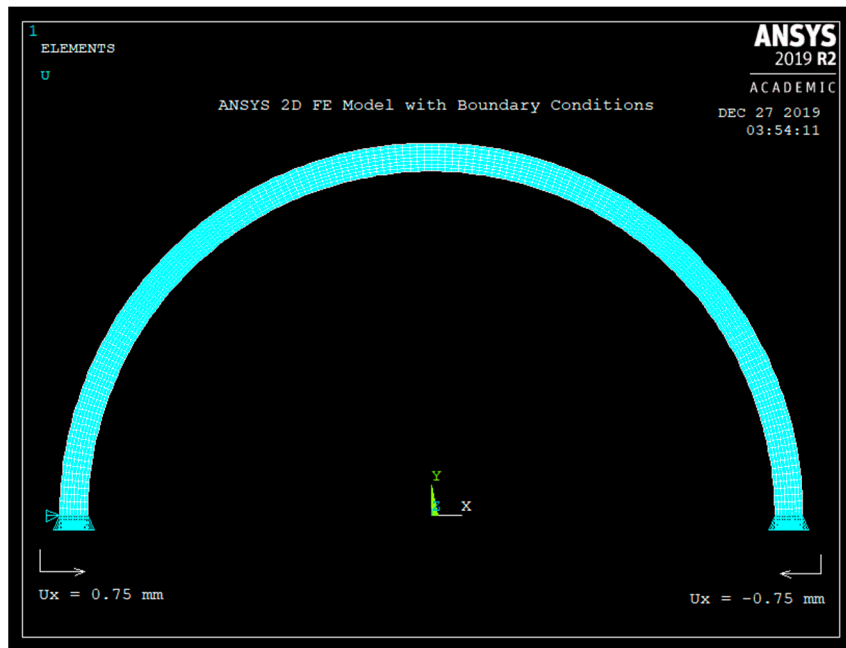 1
ELEMENTS
U
ANSYS
2019 R2
ACADEMIC
DEC 27 2019
03:54:11
ANSYS 2D FE Model with Boundary Conditions
Y
X
Ux = 0.75 mm
Ux = -0.75 mm